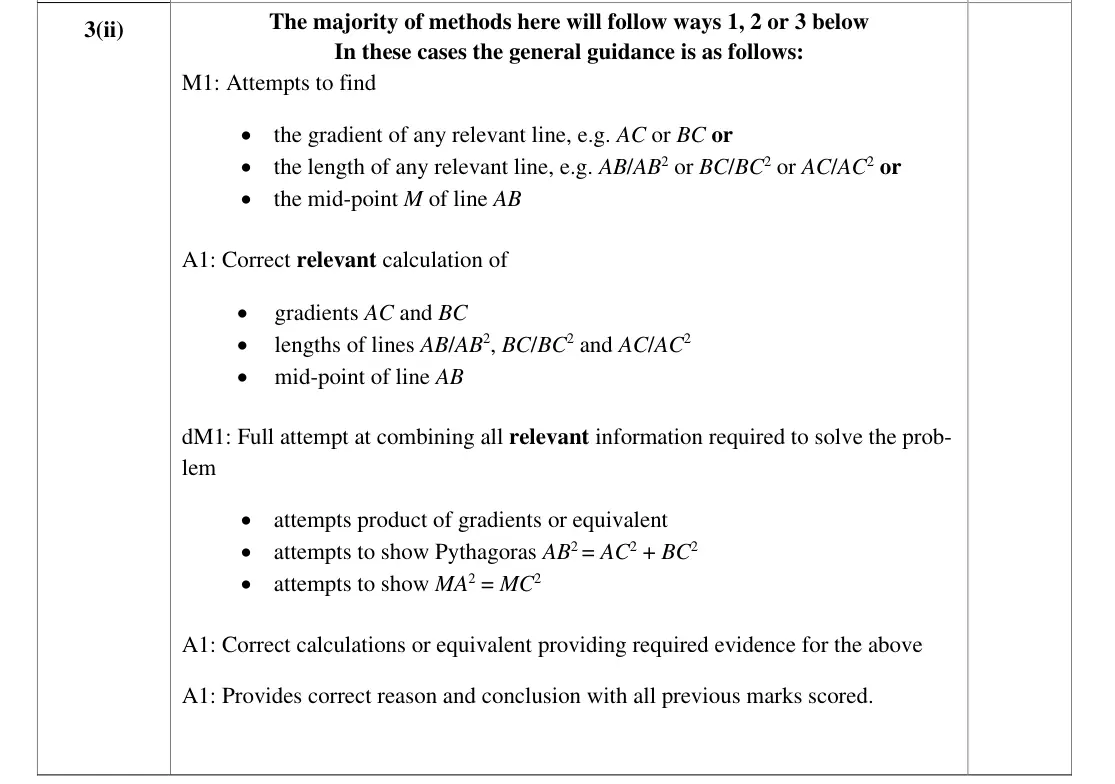 3(ii)
The majority of methods here will follow ways 1, 2 or 3 below
In these cases the general guidance is as follows:
M1: Attempts to find
• the gradient of any relevant line, e.g. AC or BC or
• the length of any relevant line, e.g. AB/AB² or BC/BC² or AC/AC² or
• the mid-point M of line AB
A1: Correct relevant calculation of
• gradients AC and BC
• lengths of lines AB/AB², BC/BC² and AC/AC²
• mid-point of line AB
dM1: Full attempt at combining all relevant information required to solve the prob-
lem
• attempts product of gradients or equivalent
• attempts to show Pythagoras AB² = AC² + BC²
• attempts to show MA² = MC²
A1: Correct calculations or equivalent providing required evidence for the above
A1: Provides correct reason and conclusion with all previous marks scored.